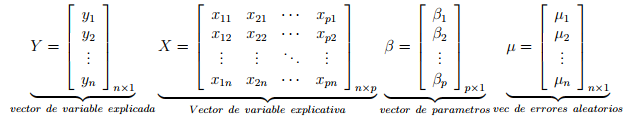 Y = [ y1 y2 ⋮ yn ] n×1 X = [ x11 x21 ⋯ xp1 x12 x22 ⋯ xp2 ⋮ ⋮ ⋱ ⋮ x1n x2n ⋯ xpn ] n×p β = [ β1 β2 ⋮ βp ] p×1 μ = [ μ1 μ2 ⋮ μn ] n×1
vector de variable explicada Vector de variable explicativa vector de parametros vec de errores aleatorios